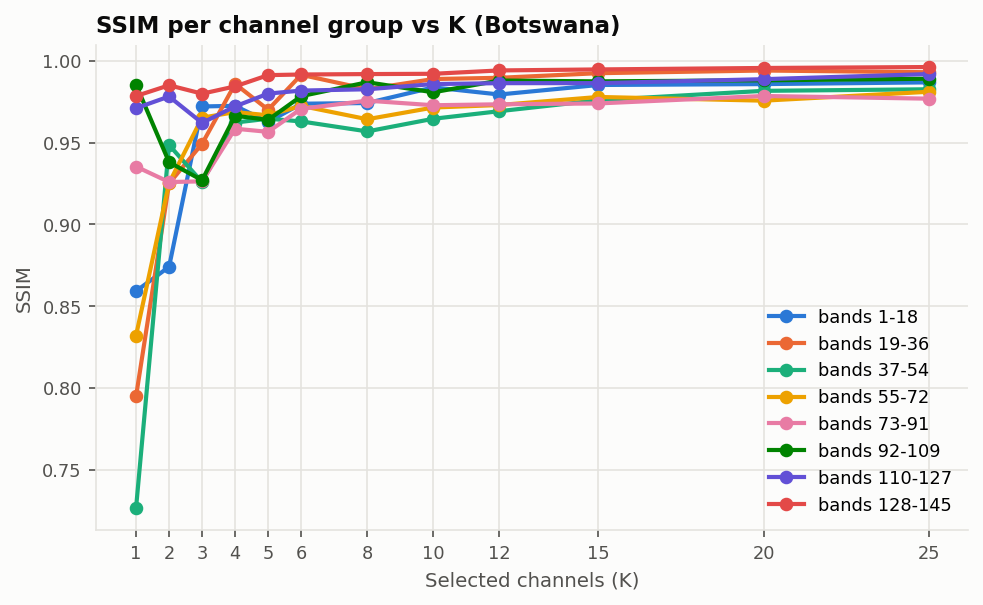 SSIM per channel group vs K (Botswana)
1.00
0.95
0.90
0.85
0.80
0.75
SSIM
bands 1-18
bands 19-36
bands 37-54
bands 55-72
bands 73-91
bands 92-109
bands 110-127
bands 128-145
1 2 3 4 5 6 8 10 12 15 20 25
Selected channels (K)